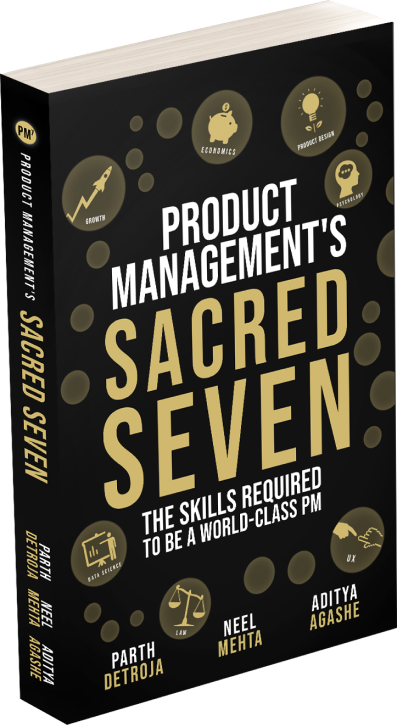 PM7
PRODUCT MANAGEMENT'S
SACRED SEVEN
PARTH
DETROJA
NEEL
MEHTA
ADITYA
AGASHE
ECONOMICS
PRODUCT DESIGN
GROWTH
PSYCHOLOGY
PRODUCT
MANAGEMENT'S
SACRED
SEVEN
THE SKILLS REQUIRED
TO BE A WORLD-CLASS PM
DATA SCIENCE
LAW
UX
PARTH
DETROJA
NEEL
MEHTA
ADITYA
AGASHE